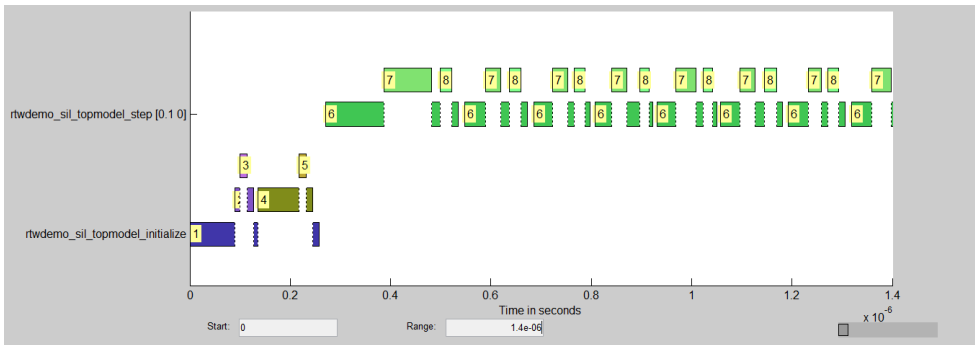 7 8 7 8 7 8 7 8 7 8 7 8 7 8 7
rtwdemo_sil_topmodel_step [0.1 0]
6 6 6 6 6 6 6 6 6
3 5
4
rtwdemo_sil_topmodel_initialize
1
0 0.2 0.4 0.6 0.8 1 1.2 1.4
Time in seconds
x 10-6
Start: 0 Range: 1.4e-06